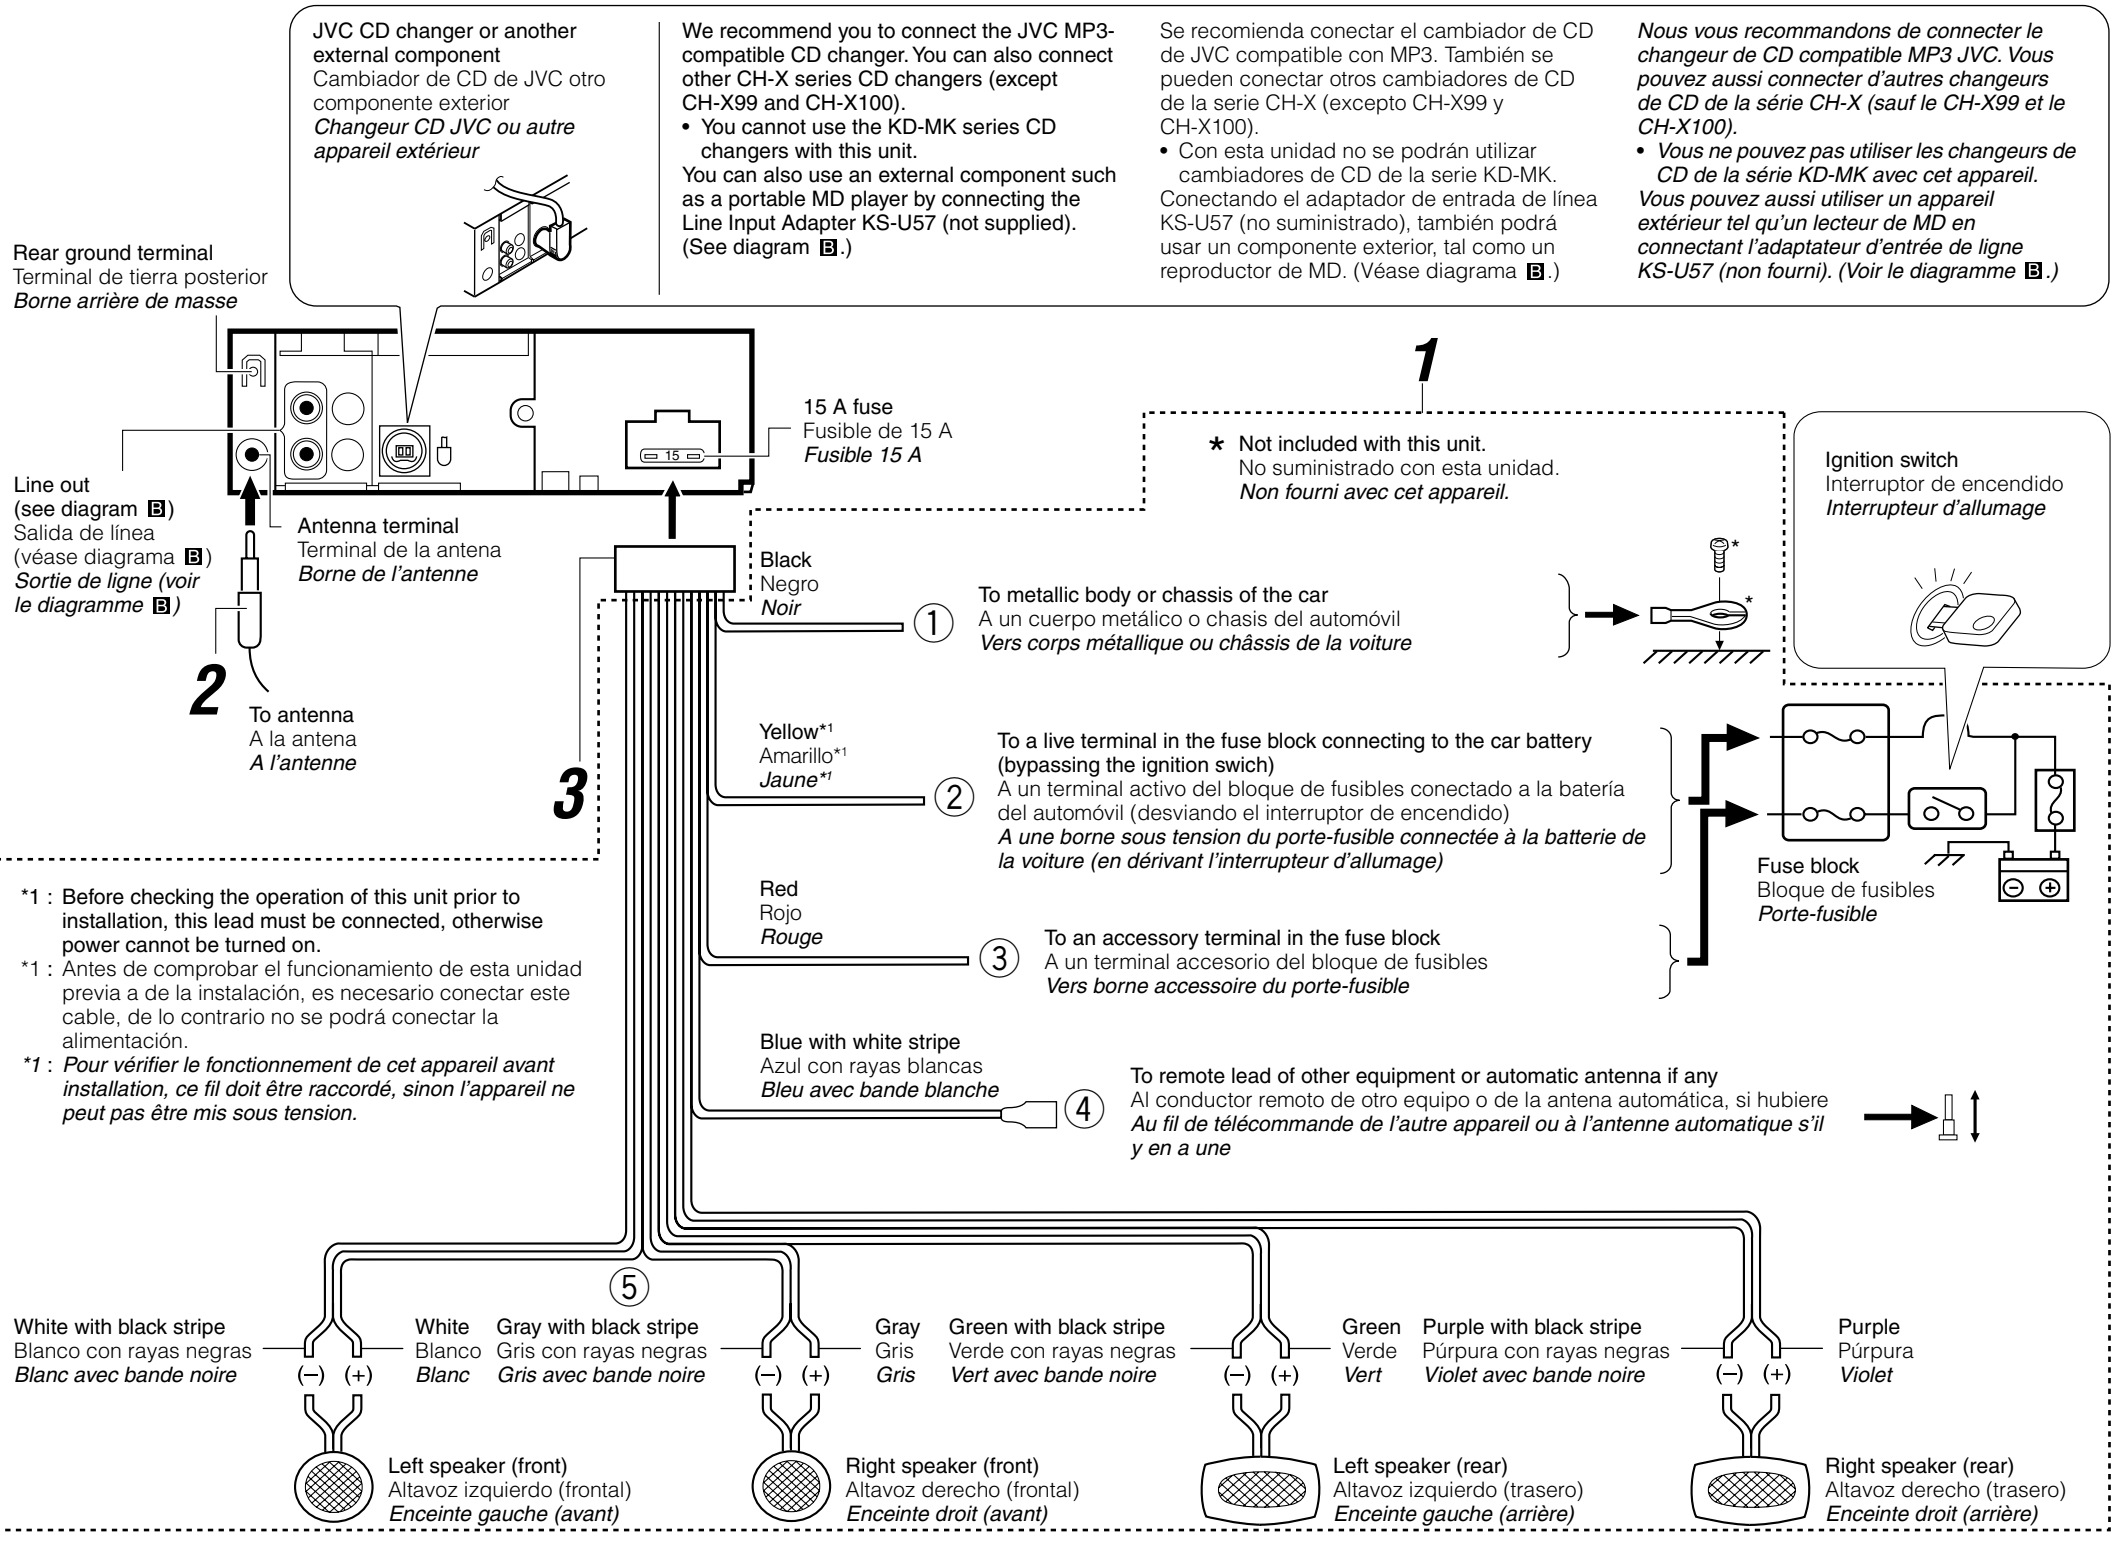 JVC CD changer or another
external component
Cambiador de CD de JVC otro
componente exterior
Changeur CD JVC ou autre
appareil extérieur
We recommend you to connect the JVC MP3-
compatible CD changer. You can also connect
other CH-X series CD changers (except
CH-X99 and CH-X100).
• You cannot use the KD-MK series CD
changers with this unit.
You can also use an external component such
as a portable MD player by connecting the
Line Input Adapter KS-U57 (not supplied).
(See diagram B.)
Se recomienda conectar el cambiador de CD
de JVC compatible con MP3. También se
pueden conectar otros cambiadores de CD
de la serie CH-X (excepto CH-X99 y
CH-X100).
• Con esta unidad no se podrán utilizar
cambiadores de CD de la serie KD-MK.
Conectando el adaptador de entrada de línea
KS-U57 (no suministrado), también podrá
usar un componente exterior, tal como un
reproductor de MD. (Véase diagrama B.)
Nous vous recommandons de connecter le
changeur de CD compatible MP3 JVC. Vous
pouvez aussi connecter d'autres changeurs
de CD de la série CH-X (sauf le CH-X99 et le
CH-X100).
• Vous ne pouvez pas utiliser les changeurs de
CD de la série KD-MK avec cet appareil.
Vous pouvez aussi utiliser un appareil
extérieur tel qu'un lecteur de MD en
connectant l'adaptateur d'entrée de ligne
KS-U57 (non fourni). (Voir le diagramme B.)
Rear ground terminal
Terminal de tierra posterior
Borne arrière de masse
1
15 A fuse
Fusible de 15 A
Fusible 15 A
15
* Not included with this unit.
No suministrado con esta unidad.
Non fourni avec cet appareil.
Ignition switch
Interruptor de encendido
Interrupteur d'allumage
Line out
(see diagram B)
Salida de línea
(véase diagrama B)
Sortie de ligne (voir
le diagramme B)
Antenna terminal
Terminal de la antena
Borne de l'antenne
2
To antenna
A la antena
A l'antenne
3
Black
Negro
Noir
1
To metallic body or chassis of the car
A un cuerpo metálico o chasis del automóvil
Vers corps métallique ou châssis de la voiture
*
*
Yellow*1
Amarillo*1
Jaune*1
2
To a live terminal in the fuse block connecting to the car battery
(bypassing the ignition swich)
A un terminal activo del bloque de fusibles conectado a la batería
del automóvil (desviando el interruptor de encendido)
A une borne sous tension du porte-fusible connectée à la batterie de
la voiture (en dérivant l'interrupteur d'allumage)
Fuse block
Bloque de fusibles
Porte-fusible
− +
*1 : Before checking the operation of this unit prior to
installation, this lead must be connected, otherwise
power cannot be turned on.
*1 : Antes de comprobar el funcionamiento de esta unidad
previa a de la instalación, es necesario conectar este
cable, de lo contrario no se podrá conectar la
alimentación.
*1 : Pour vérifier le fonctionnement de cet appareil avant
installation, ce fil doit être raccordé, sinon l'appareil ne
peut pas être mis sous tension.
Red
Rojo
Rouge
3
To an accessory terminal in the fuse block
A un terminal accesorio del bloque de fusibles
Vers borne accessoire du porte-fusible
Blue with white stripe
Azul con rayas blancas
Bleu avec bande blanche
4
To remote lead of other equipment or automatic antenna if any
Al conductor remoto de otro equipo o de la antena automática, si hubiere
Au fil de télécommande de l'autre appareil ou à l'antenne automatique s'il
y en a une
5
White with black stripe
Blanco con rayas negras
Blanc avec bande noire
(−) (+)
White
Blanco
Blanc
Gray with black stripe
Gris con rayas negras
Gris avec bande noire
(−) (+)
Gray
Gris
Gris
Green with black stripe
Verde con rayas negras
Vert avec bande noire
(−) (+)
Green
Verde
Vert
Purple with black stripe
Púrpura con rayas negras
Violet avec bande noire
(−) (+)
Purple
Púrpura
Violet
Left speaker (front)
Altavoz izquierdo (frontal)
Enceinte gauche (avant)
Right speaker (front)
Altavoz derecho (frontal)
Enceinte droit (avant)
Left speaker (rear)
Altavoz izquierdo (trasero)
Enceinte gauche (arrière)
Right speaker (rear)
Altavoz derecho (trasero)
Enceinte droit (arrière)